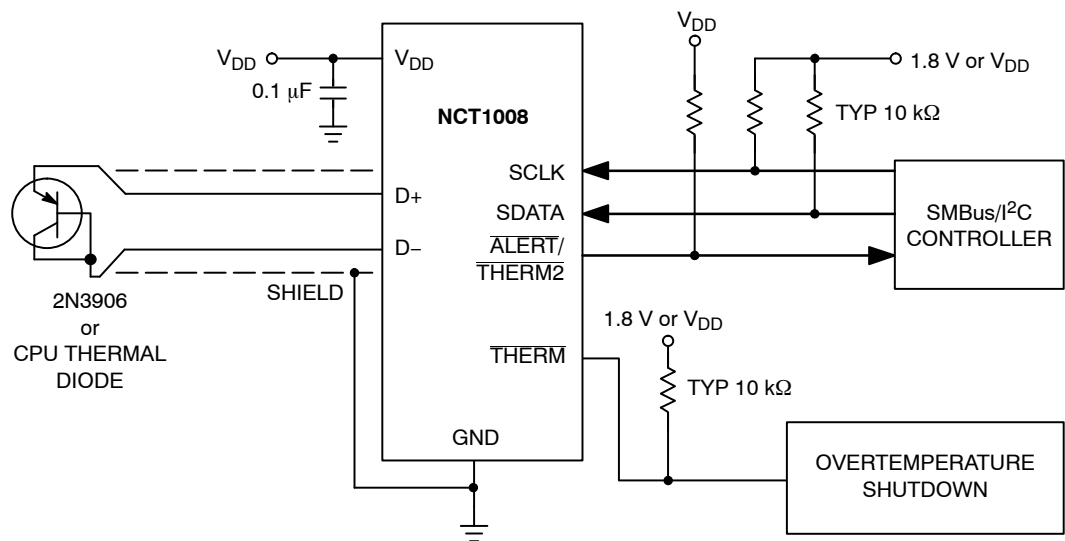 V_DD
1.8 V or V_DD
V_DD
V_DD
0.1 μF
NCT1008
TYP 10 kΩ
SCLK
D+
SDATA
SMBus/I²C
CONTROLLER
D−
ALERT/
THERM2
SHIELD
2N3906
or
CPU THERMAL
DIODE
1.8 V or V_DD
THERM
TYP 10 kΩ
GND
OVERTEMPERATURE
SHUTDOWN